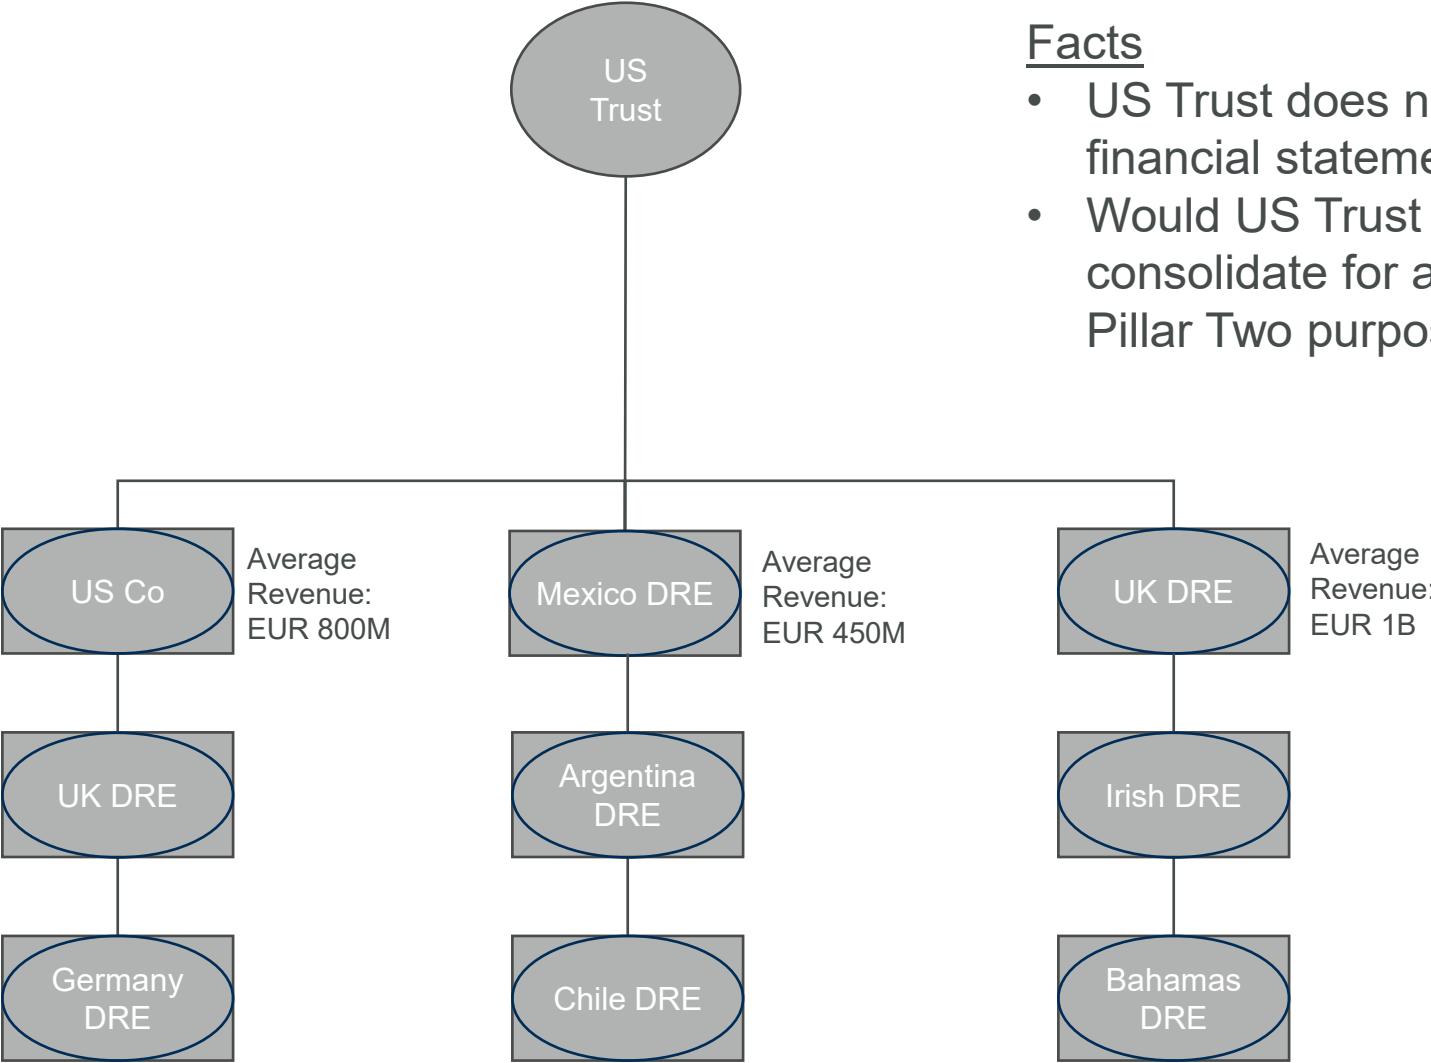 US
Trust
Facts
• US Trust does
financial
• Would US Trust
consolidate for
Pillar Two
US Co
Average
Revenue:
EUR 800M
Mexico DRE
Average
Revenue:
EUR 450M
UK DRE
Average
Revenue:
EUR 1B
UK DRE
Argentina
DRE
Irish DRE
Germany
DRE
Chile DRE
Bahamas
DRE